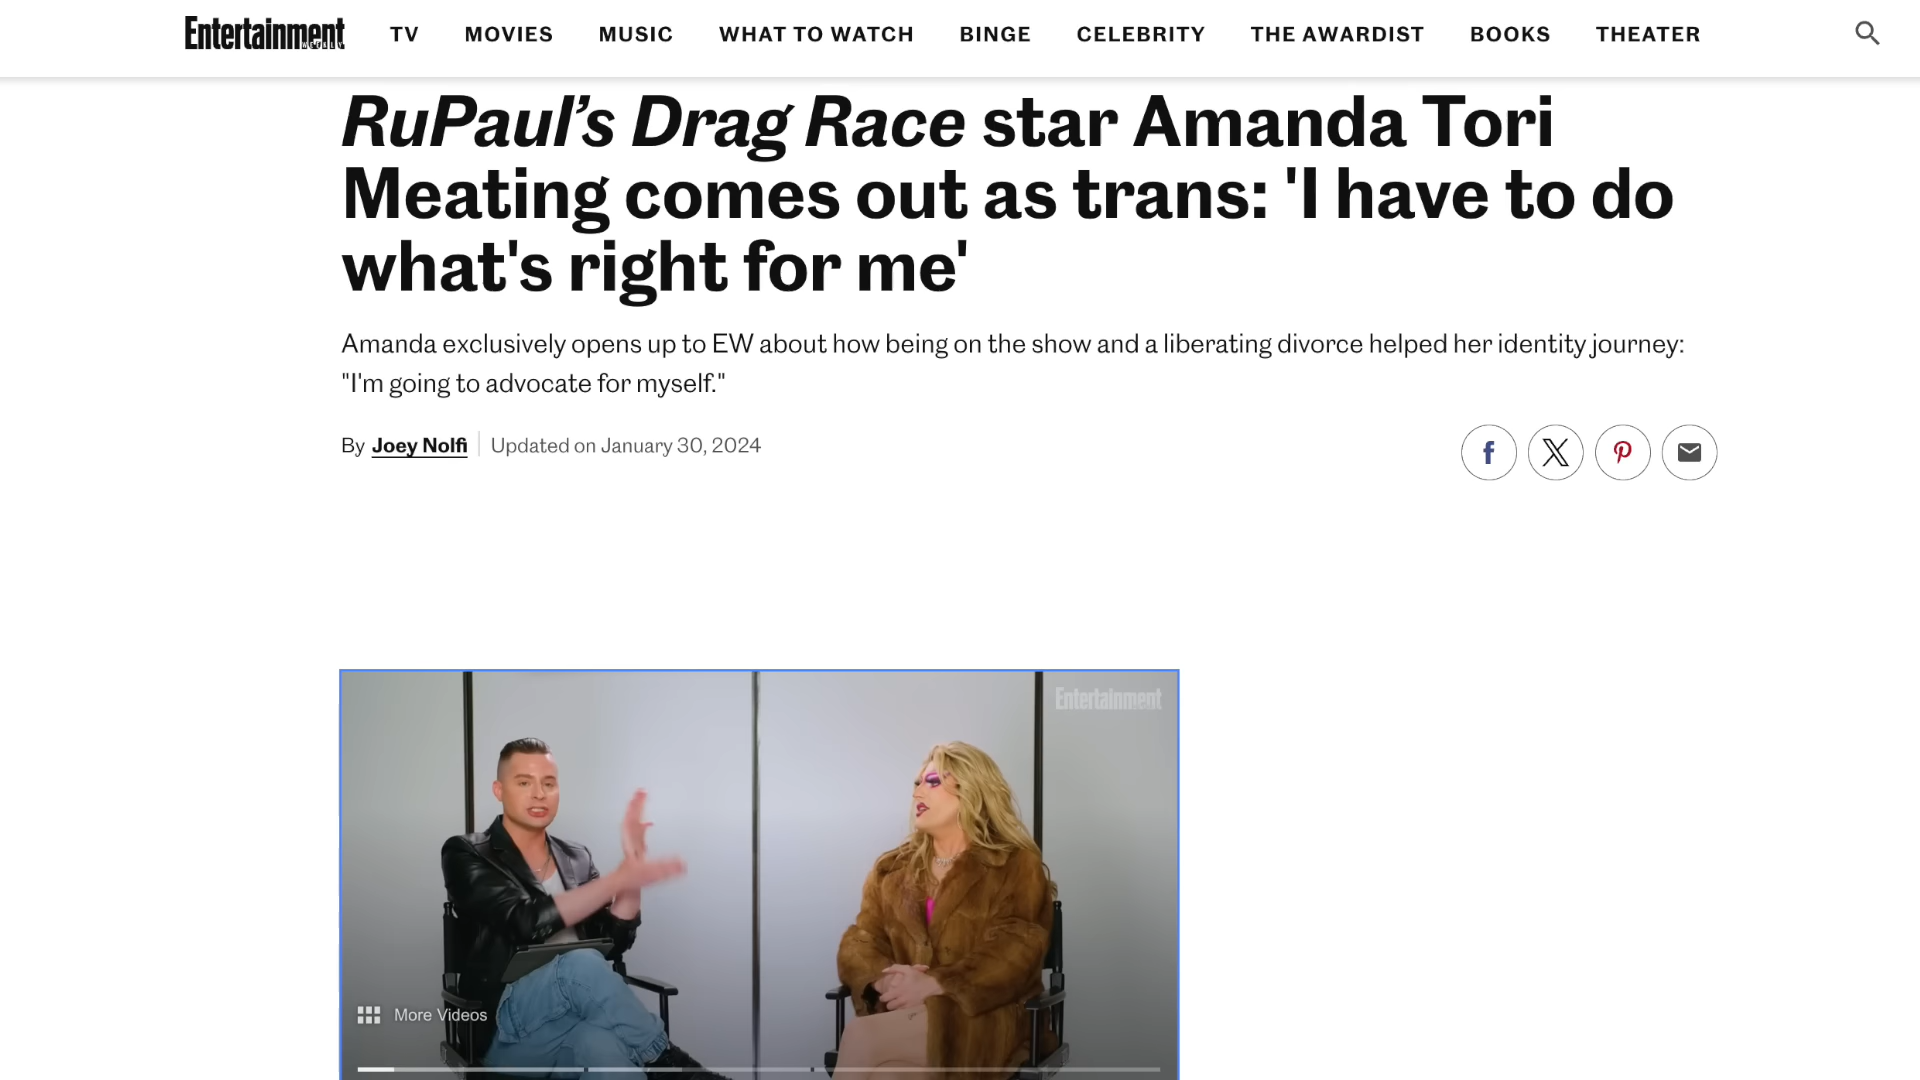 Entertainment WEEKLY TV MOVIES MUSIC WHAT TO WATCH BINGE CELEBRITY THE AWARDIST BOOKS THEATER
RuPaul’s Drag Race star Amanda Tori
Meating comes out as trans: 'I have to do
what's right for me'
Amanda exclusively opens up to EW about how being on the show and a liberating divorce helped her identity journey:
"I'm going to advocate for myself."
By Joey Nolfi Updated on January 30, 2024
Entertainment
More Videos